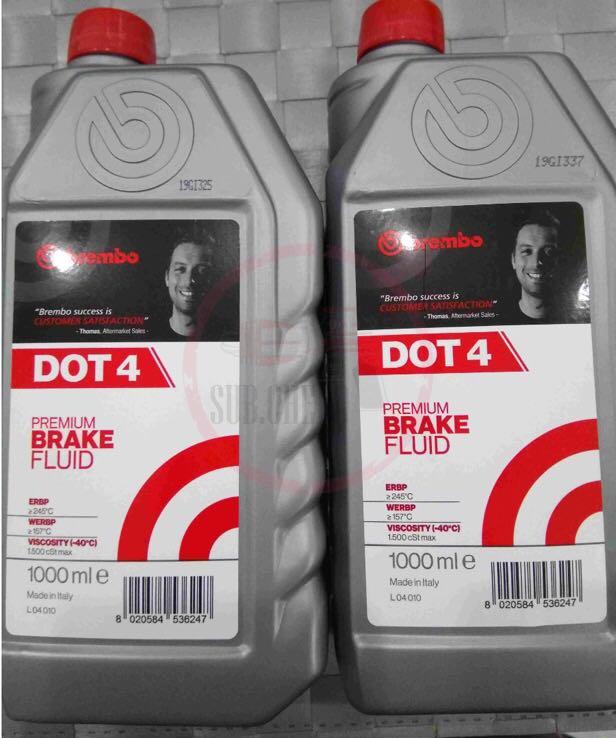 19G1325
brembo
"Brembo success is
CUSTOMER SATISFACTION"
- Thomas, Aftermarket Sales -
DOT 4
PREMIUM
BRAKE
FLUID
ERBP
≥ 245°C
WERBP
≥ 157°C
VISCOSITY (-40°C)
1.500 cSt max
1000 ml e
Made in Italy
L 04 010
8 020584 536247
19G1337
brembo
"Brembo success is
CUSTOMER SATISFACTION"
- Thomas, Aftermarket Sales -
DOT 4
PREMIUM
BRAKE
FLUID
ERBP
≥ 245°C
WERBP
≥ 157°C
VISCOSITY (-40°C)
1.500 cSt max
1000 ml e
Made in Italy
L 04 010
8 020584 536247